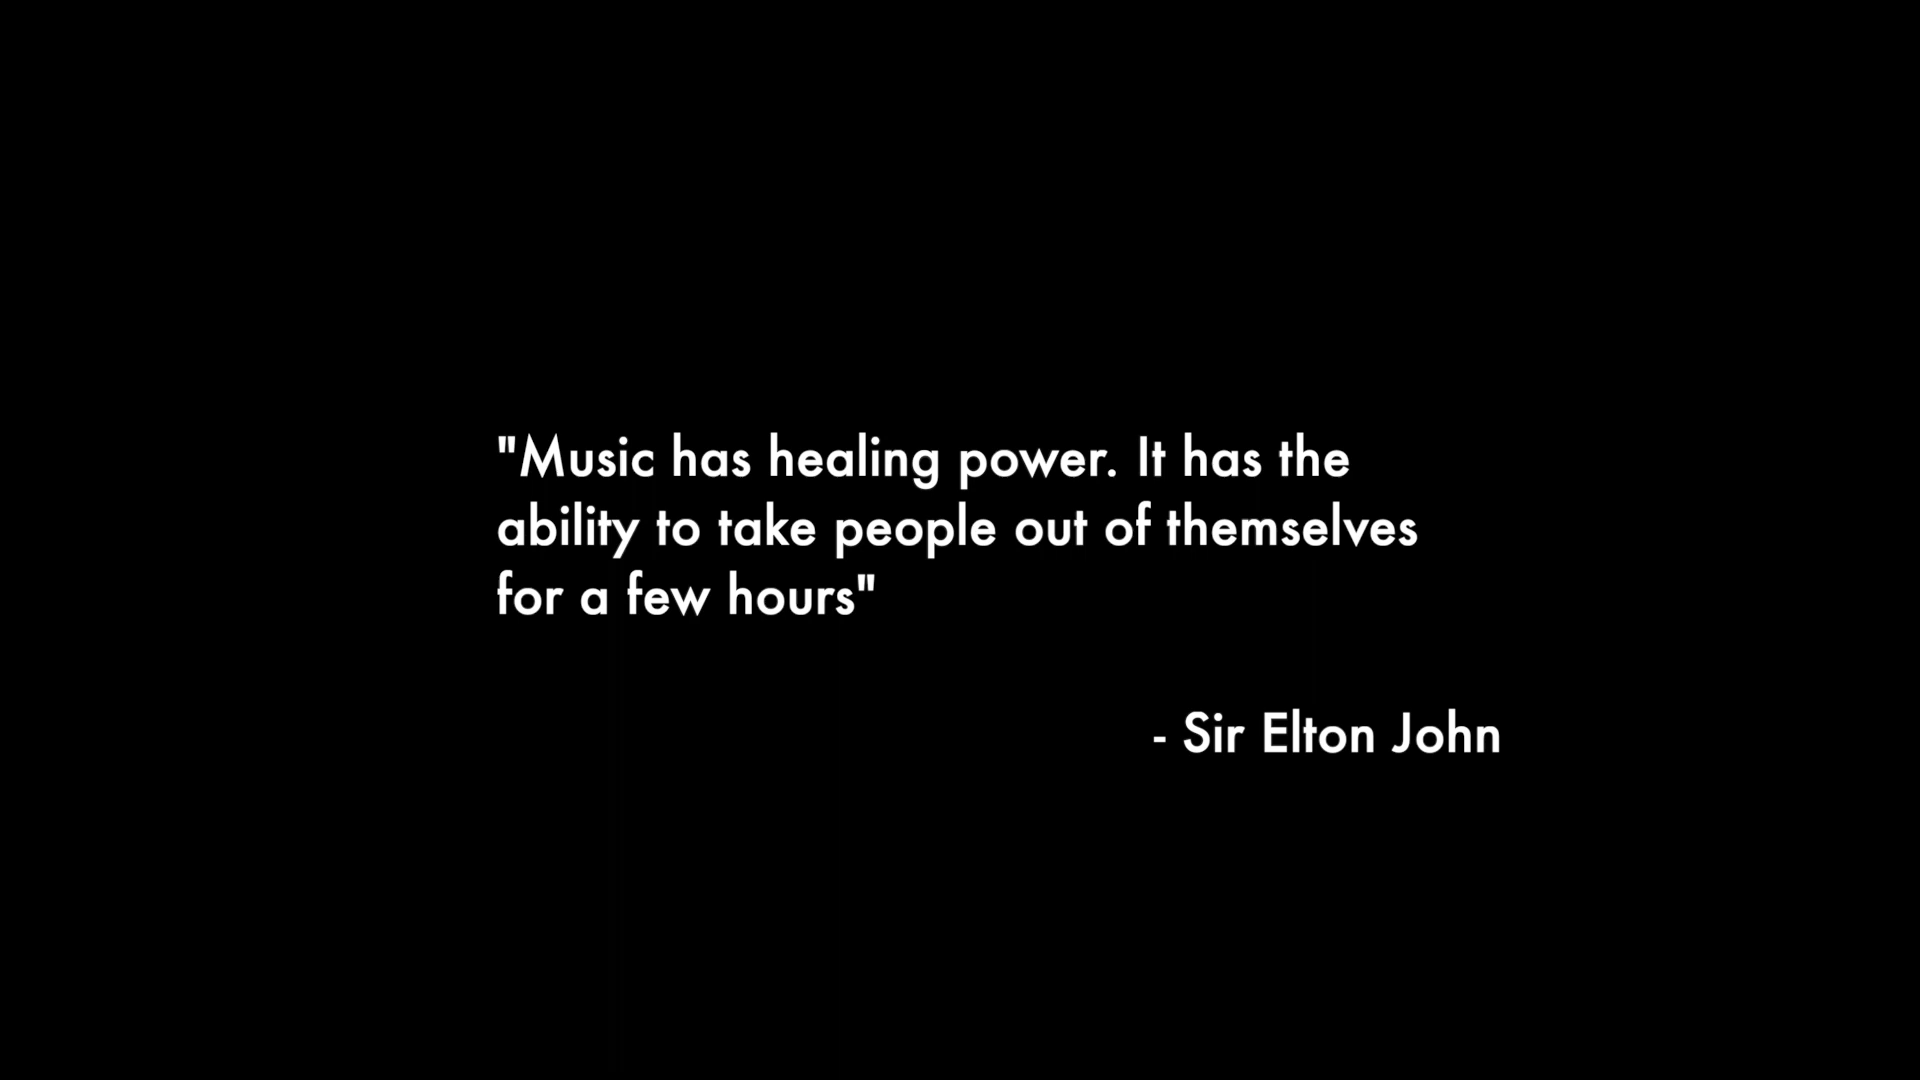 "Music has healing power. It has the
ability to take people out of themselves
for a few hours"
- Sir Elton John